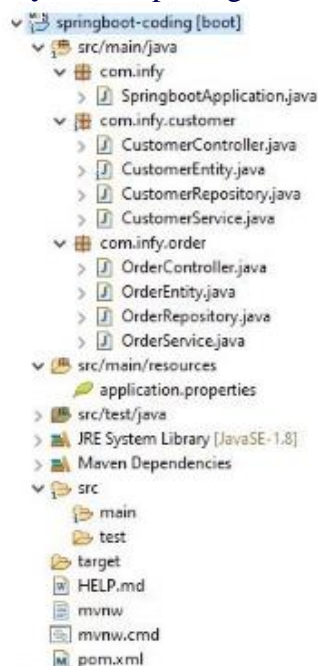 springboot-coding [boot]
src/main/java
com.infy
SpringbootApplication.java
com.infy.customer
CustomerController.java
CustomerEntity.java
CustomerRepository.java
CustomerService.java
com.infy.order
OrderController.java
OrderEntity.java
OrderRepository.java
OrderService.java
src/main/resources
application.properties
src/test/java
JRE System Library [JavaSE-1.8]
Maven Dependencies
src
main
test
target
HELP.md
mvnw
mvnw.cmd
pom.xml